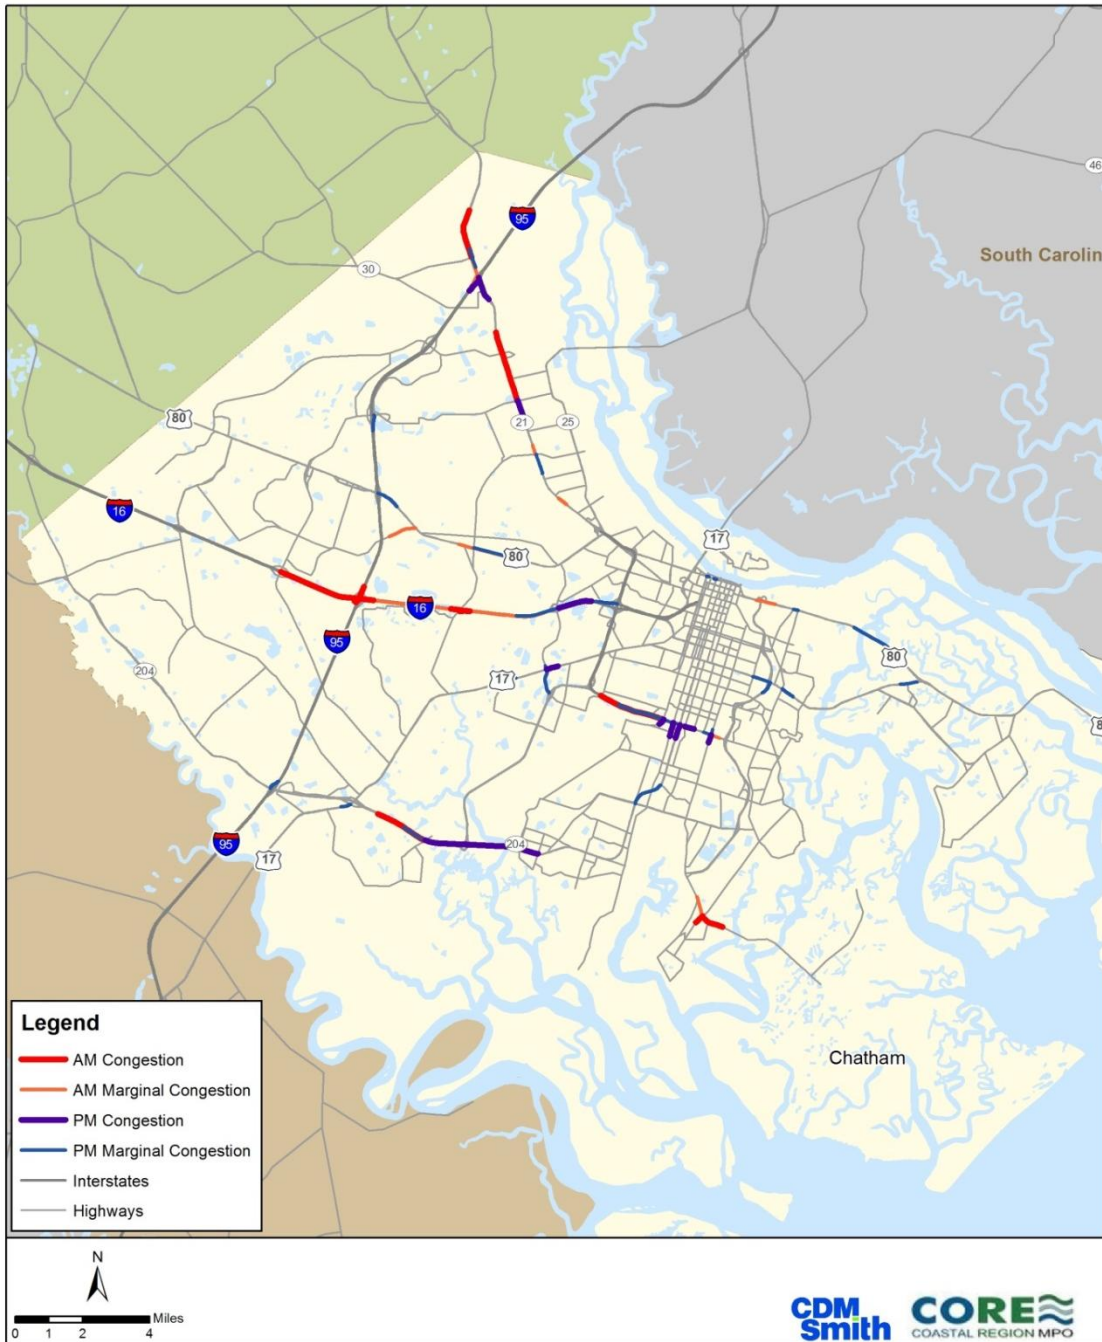 46
95
South Carolin
30
80
21
25
16
17
80
16
95
204
17
80
8
204
95
17
Chatham
Legend
AM Congestion
AM Marginal Congestion
PM Congestion
PM Marginal Congestion
Interstates
Highways
N
Miles
0 1 2 4
CDM
Smith
CORE
COASTAL REGION MPO